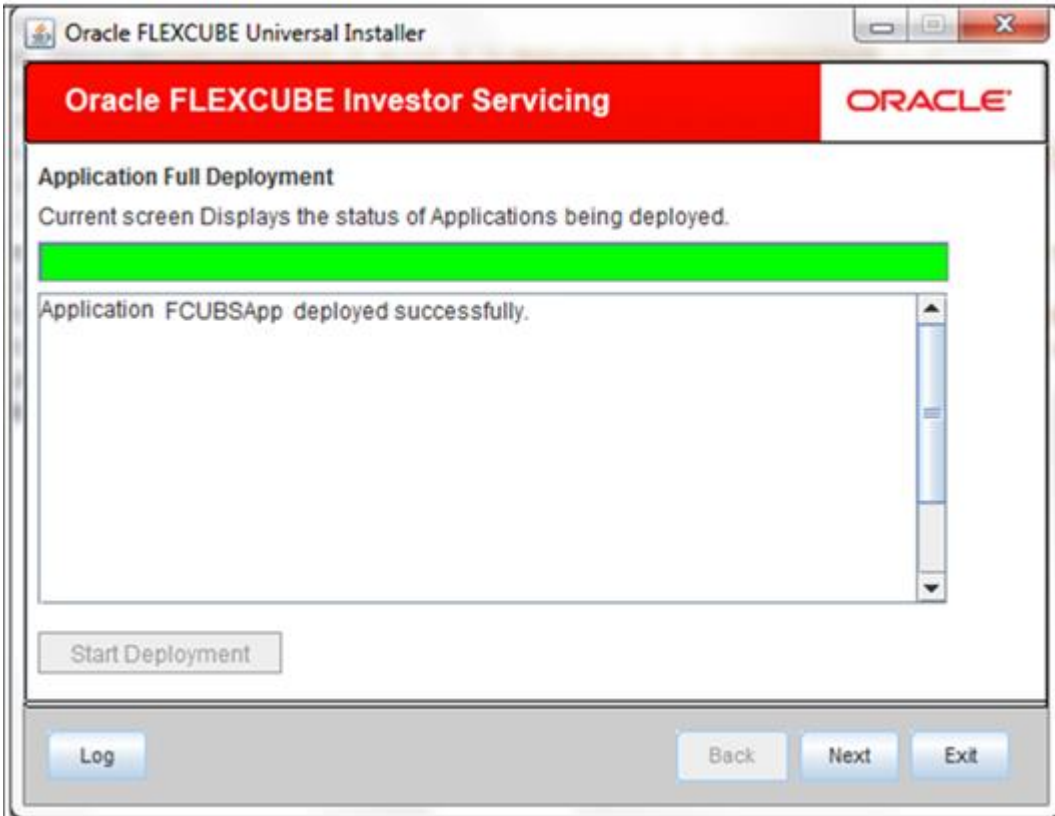 Oracle FLEXCUBE Universal Installer
Oracle FLEXCUBE Investor Servicing
ORACLE
Application Full Deployment
Current screen Displays the status of Applications being deployed.
Application FCUBSApp deployed successfully.
Start Deployment
Log
Back
Next
Exit